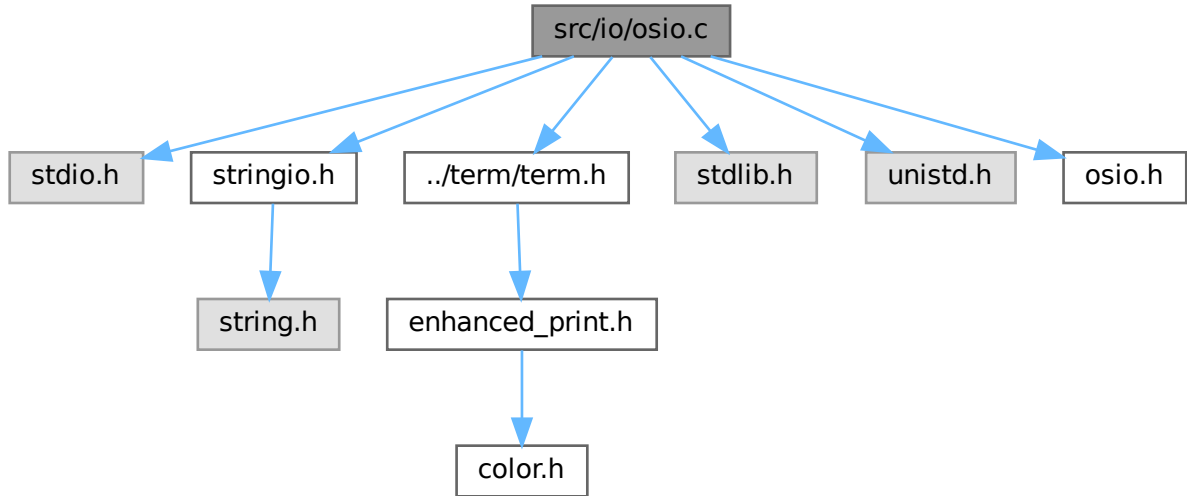 src/io/osio.c
stdio.h
stringio.h
../term/term.h
stdlib.h
unistd.h
osio.h
string.h
enhanced_print.h
color.h